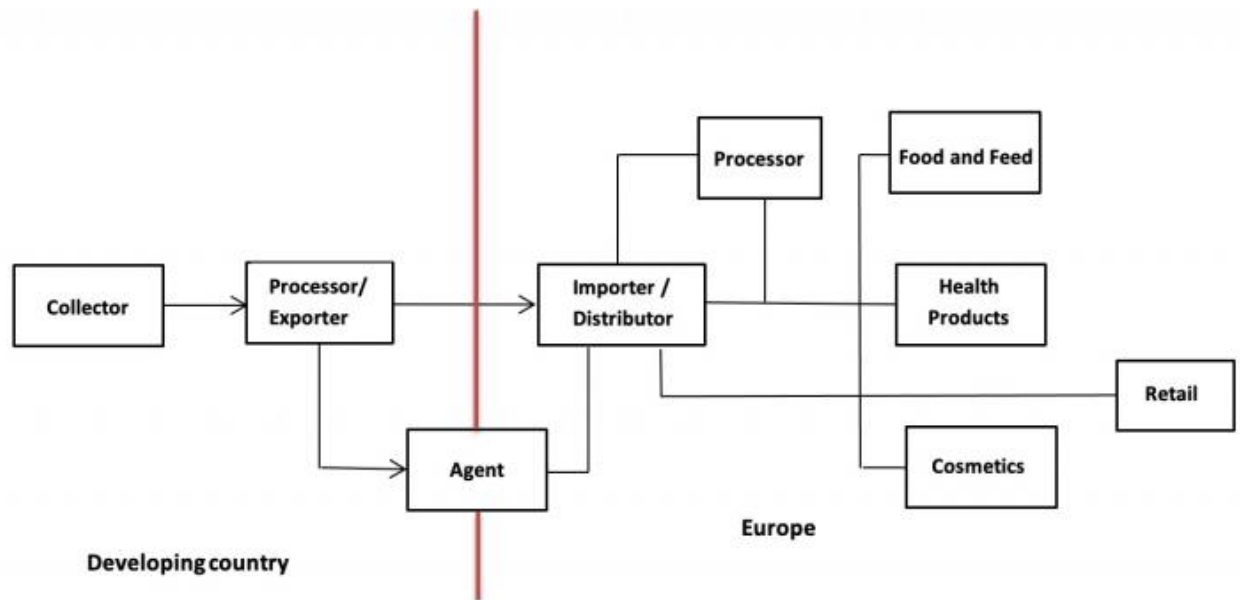 Processor
Food and Feed
Collector
Processor/
Exporter
Importer /
Distributor
Health
Products
Retail
Agent
Cosmetics
Europe
Developing country